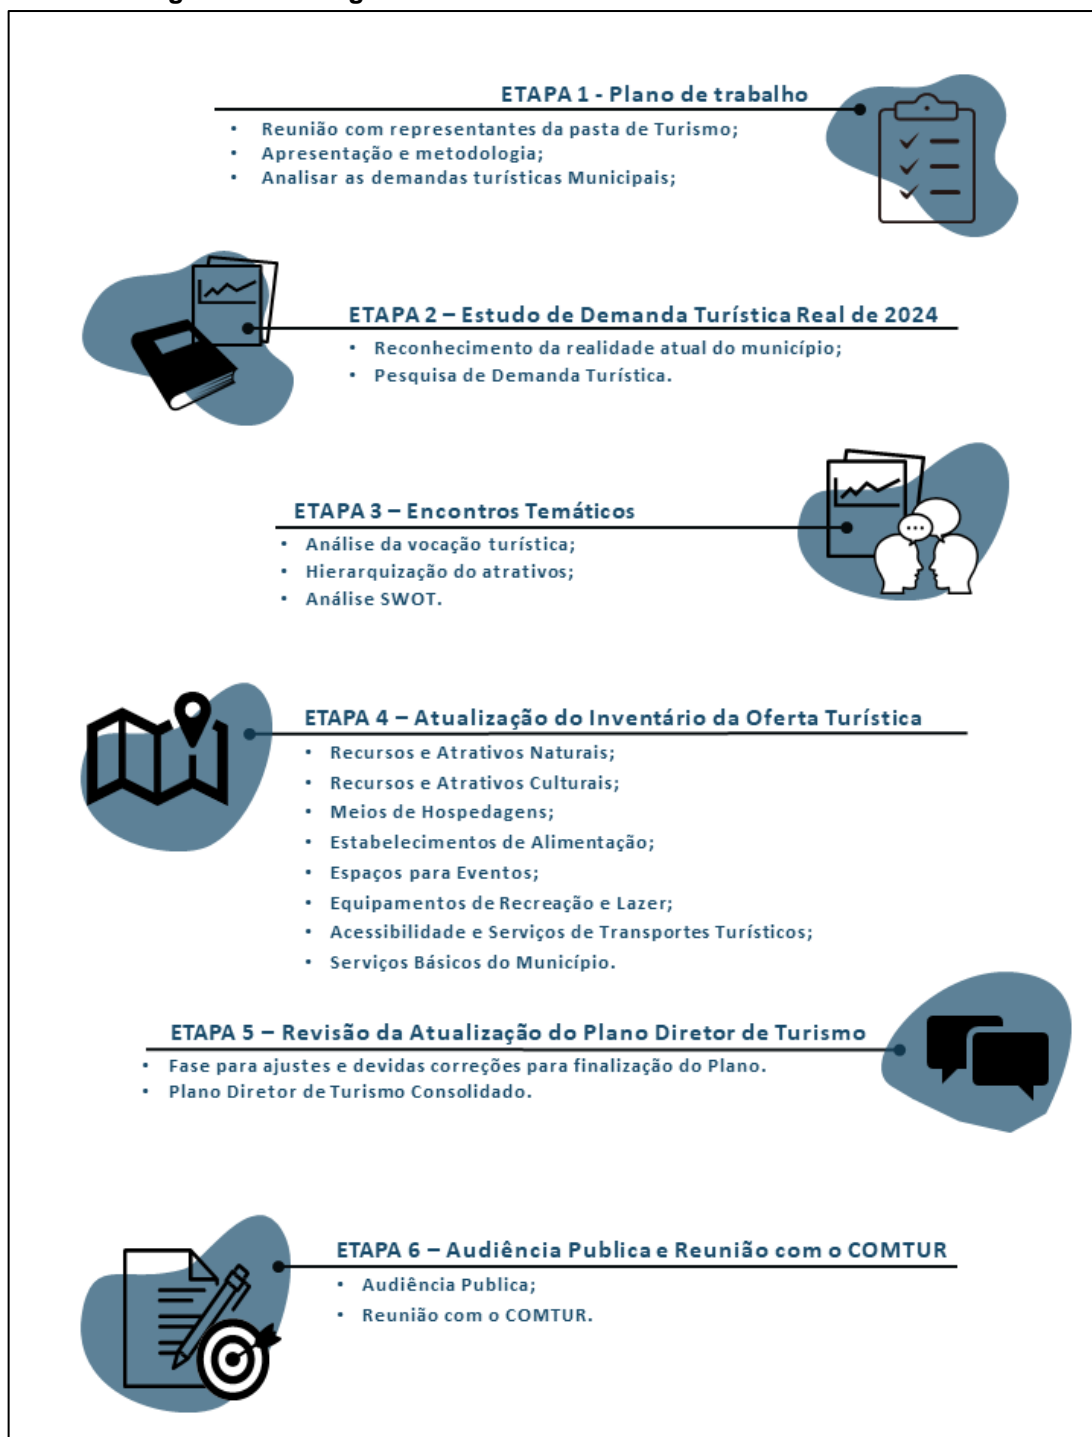 ETAPA 1 - Plano de trabalho
• Reunião com representantes da pasta de Turismo;
• Apresentação e metodologia;
• Analisar as demandas turísticas Municipais;
ETAPA 2 – Estudo de Demanda Turística Real de 2024
• Reconhecimento da realidade atual do município;
• Pesquisa de Demanda Turística.
ETAPA 3 – Encontros Temáticos
• Análise da vocação turística;
• Hierarquização do atrativos;
• Análise SWOT.
ETAPA 4 – Atualização do Inventário da Oferta Turística
• Recursos e Atrativos Naturais;
• Recursos e Atrativos Culturais;
• Meios de Hospedagens;
• Estabelecimentos de Alimentação;
• Espaços para Eventos;
• Equipamentos de Recreação e Lazer;
• Acessibilidade e Serviços de Transportes Turísticos;
• Serviços Básicos do Município.
ETAPA 5 – Revisão da Atualização do Plano Diretor de Turismo
• Fase para ajustes e devidas correções para finalização do Plano.
• Plano Diretor de Turismo Consolidado.
ETAPA 6 – Audiência Publica e Reunião com o COMTUR
• Audiência Publica;
• Reunião com o COMTUR.